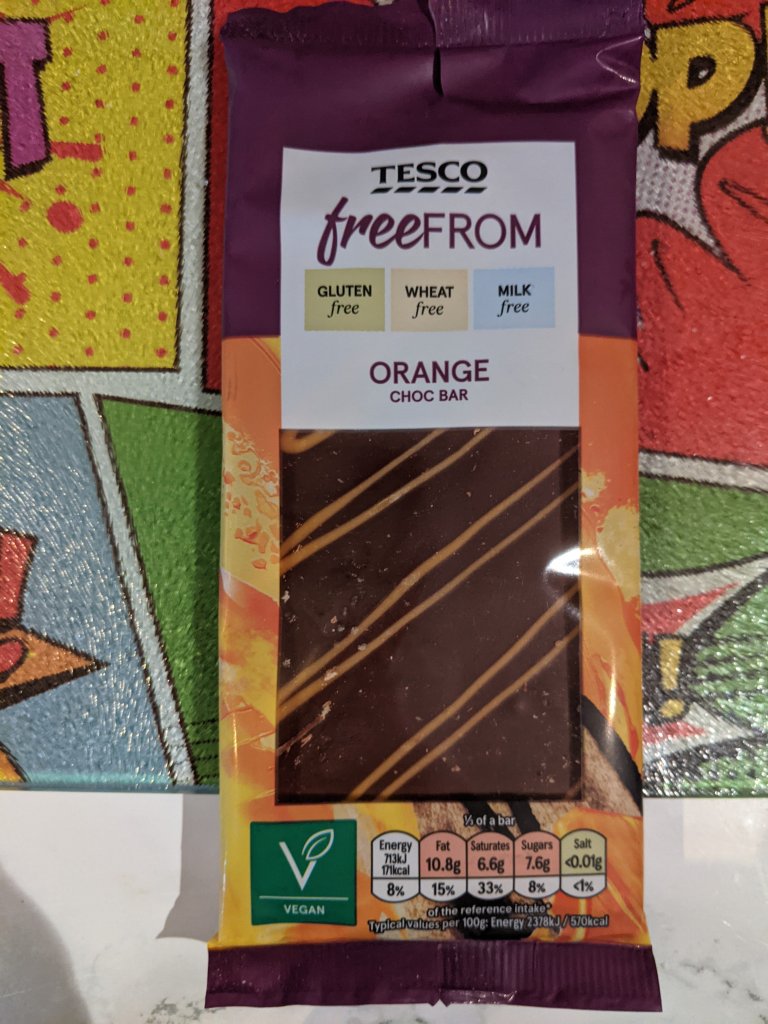 TESCO
freeFROM
GLUTEN free
WHEAT free
MILK free
ORANGE
CHOC BAR
⅓ of a bar
Energy 713kJ 171kcal 8%
Fat 10.8g 15%
Saturates 6.6g 33%
Sugars 7.6g 8%
Salt <0.01g <1%
of the reference intake*
Typical values per 100g: Energy 2378kJ / 570kcal
V
VEGAN
T
OP
!